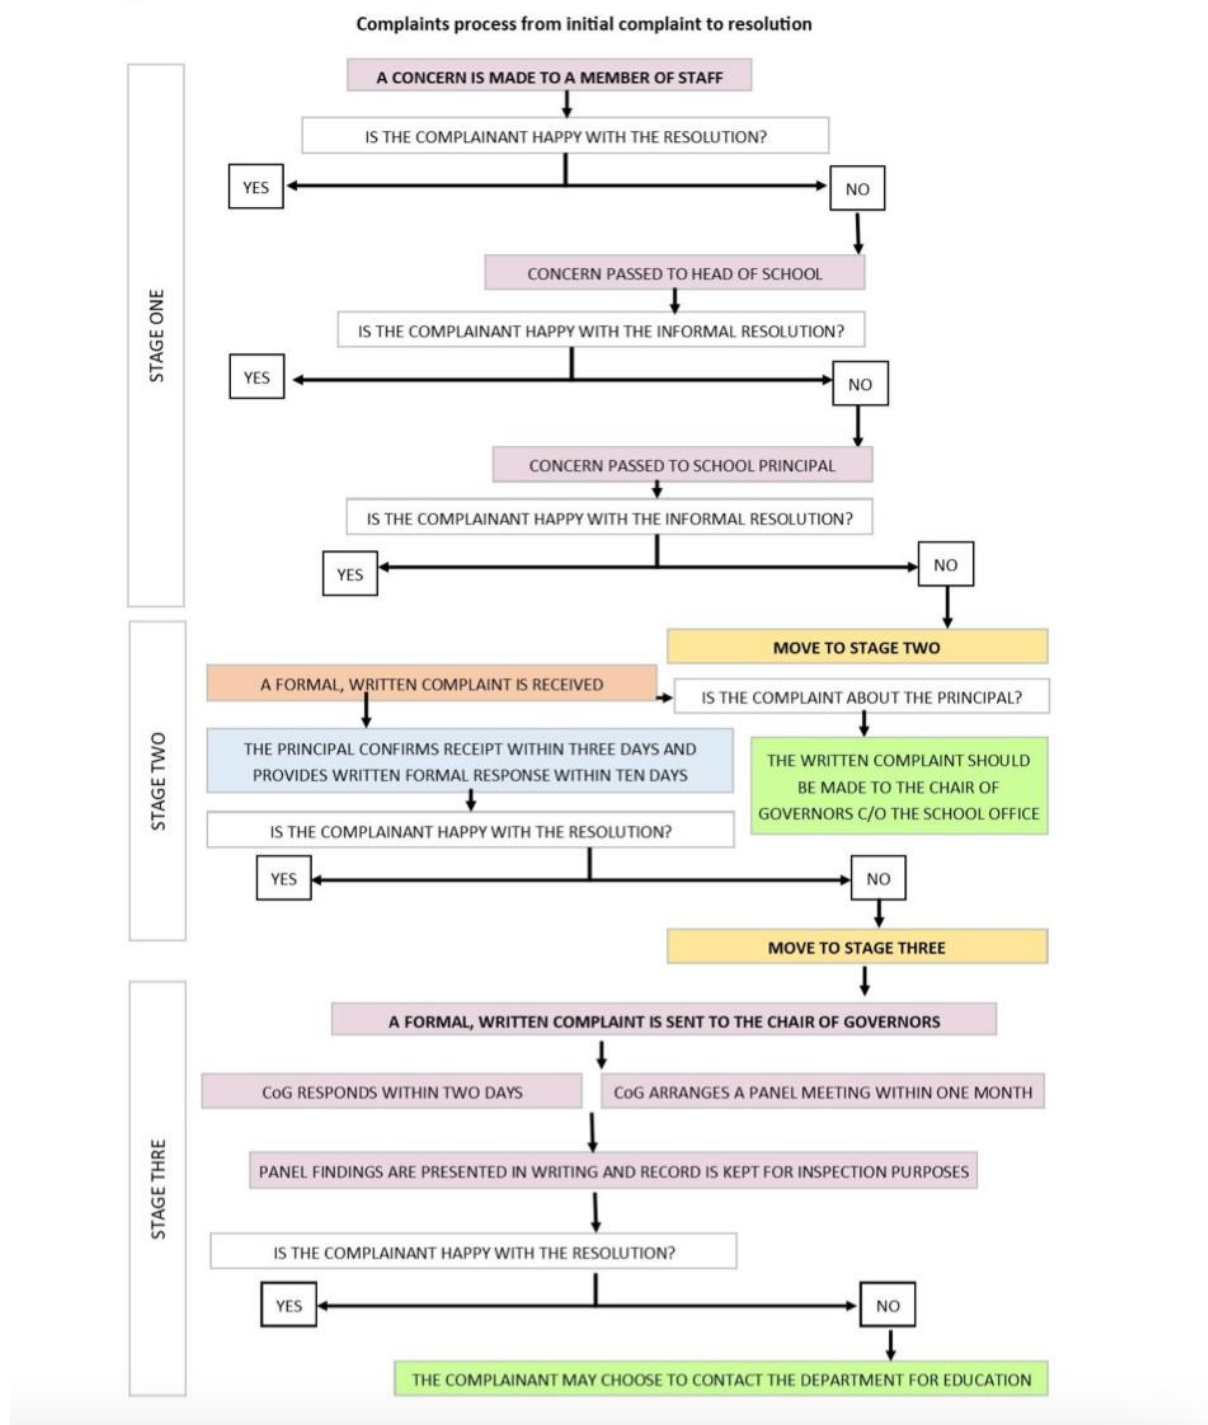 Complaints process from initial complaint to resolution
A CONCERN IS MADE TO A MEMBER OF STAFF
IS THE COMPLAINANT HAPPY WITH THE RESOLUTION?
YES
NO
CONCERN PASSED TO HEAD OF SCHOOL
IS THE COMPLAINANT HAPPY WITH THE INFORMAL RESOLUTION?
YES
NO
CONCERN PASSED TO SCHOOL PRINCIPAL
IS THE COMPLAINANT HAPPY WITH THE INFORMAL RESOLUTION?
YES
NO
STAGE ONE
MOVE TO STAGE TWO
A FORMAL, WRITTEN COMPLAINT IS RECEIVED
IS THE COMPLAINT ABOUT THE PRINCIPAL?
THE PRINCIPAL CONFIRMS RECEIPT WITHIN THREE DAYS AND
PROVIDES WRITTEN FORMAL RESPONSE WITHIN TEN DAYS
THE WRITTEN COMPLAINT SHOULD
BE MADE TO THE CHAIR OF
GOVERNORS C/O THE SCHOOL OFFICE
IS THE COMPLAINANT HAPPY WITH THE RESOLUTION?
YES
NO
STAGE TWO
MOVE TO STAGE THREE
A FORMAL, WRITTEN COMPLAINT IS SENT TO THE CHAIR OF GOVERNORS
CoG RESPONDS WITHIN TWO DAYS
CoG ARRANGES A PANEL MEETING WITHIN ONE MONTH
PANEL FINDINGS ARE PRESENTED IN WRITING AND RECORD IS KEPT FOR INSPECTION PURPOSES
IS THE COMPLAINANT HAPPY WITH THE RESOLUTION?
YES
NO
STAGE THRE
THE COMPLAINANT MAY CHOOSE TO CONTACT THE DEPARTMENT FOR EDUCATION